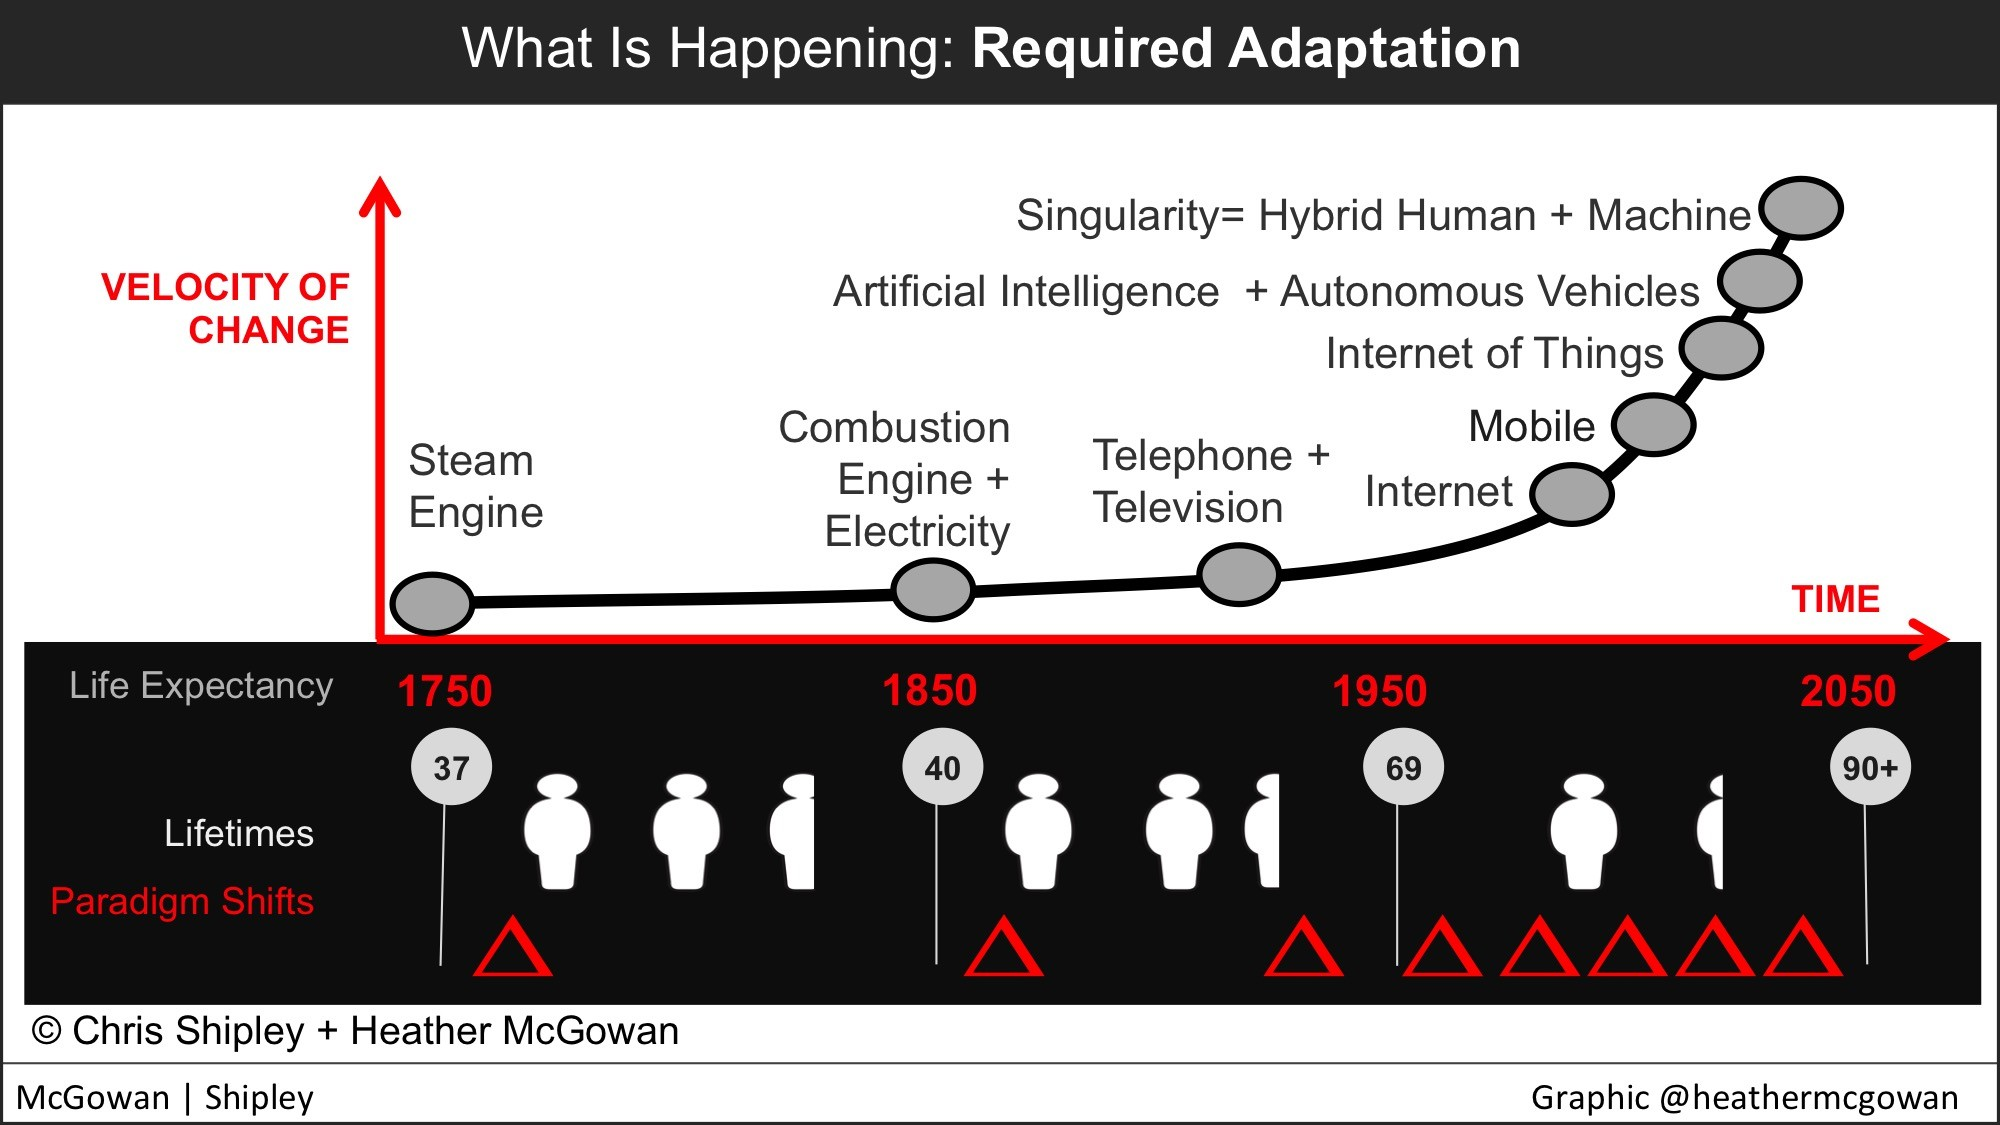 What Is Happening: Required Adaptation
Singularity= Hybrid Human + Machine
VELOCITY OF
CHANGE
Artificial Intelligence + Autonomous Vehicles
Internet of Things
Mobile
Internet
Telephone +
Television
Combustion
Engine +
Electricity
Steam
Engine
TIME
Life Expectancy
1750
1850
1950
2050
37
40
69
90+
Lifetimes
Paradigm Shifts
© Chris Shipley + Heather McGowan
McGowan | Shipley
Graphic @heathermcgowan